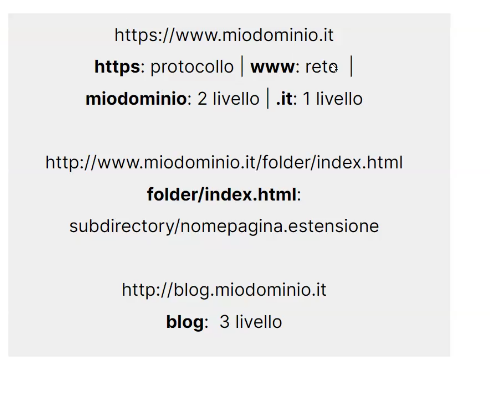 https://www.miodominio.it
https: protocollo | www: rete |
miodominio: 2 livello | .it: 1 livello
http://www.miodominio.it/folder/index.html
folder/index.html:
subdirectory/nomepagina.estensione
http://blog.miodominio.it
blog: 3 livello